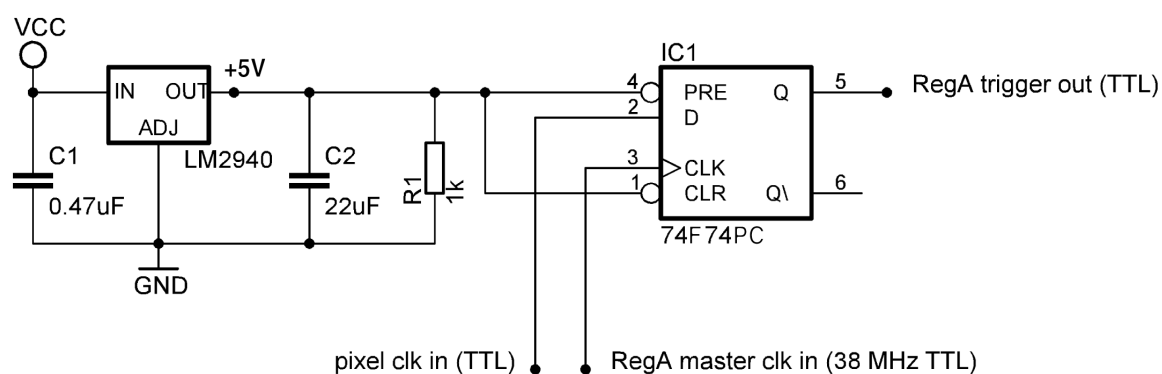 VCC
IC1
+5V
IN OUT
ADJ
LM2940
C1
0.47uF
C2
22uF
R1
1k
GND
4
2
3
1
PRE
D
CLK
CLR
Q
Q\
5
6
74F74PC
RegA trigger out (TTL)
pixel clk in (TTL)
RegA master clk in (38 MHz TTL)